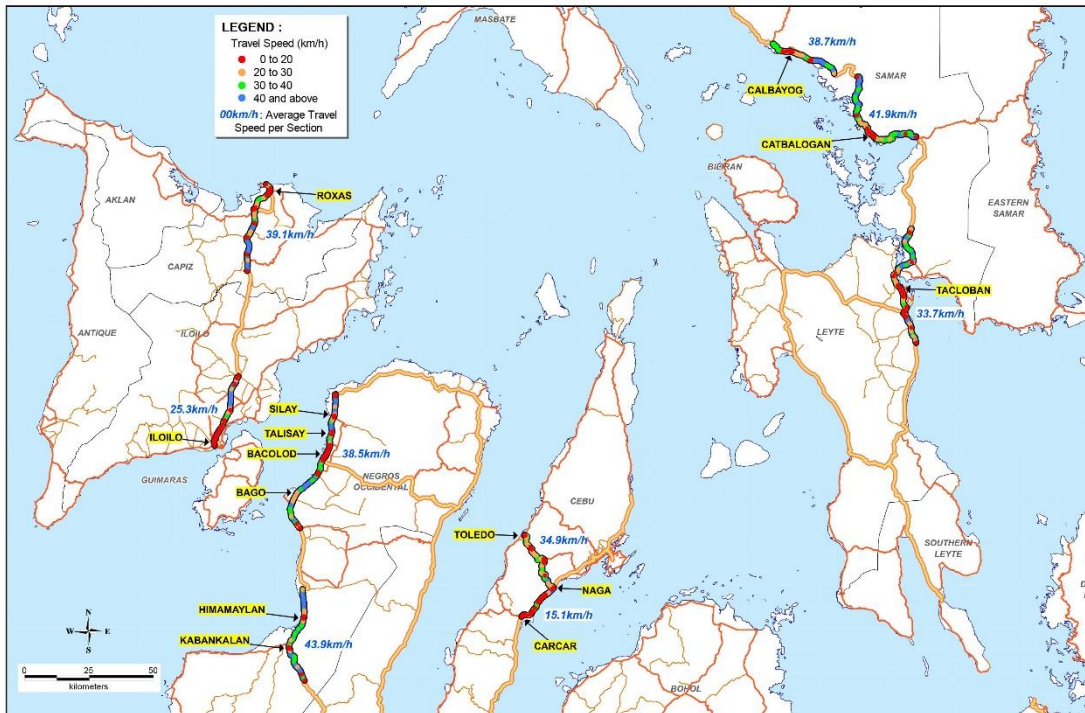 LEGEND :
Travel Speed (km/h)
0 to 20
20 to 30
30 to 40
40 and above
00km/h : Average Travel
Speed per Section
MASBATE
38.7km/h
CALBAYOG
SAMAR
41.9km/h
CATBALOGAN
BILIRAN
EASTERN
SAMAR
AKLAN
ROXAS
39.1km/h
CAPIZ
TACLOBAN
33.7km/h
ANTIQUE
ILOILO
LEYTE
25.3km/h
ILOILO
SILAY
TALISAY
BACOLOD
38.5km/h
NEGROS
OCCIDENTAL
GUIMARAS
BAGO
CEBU
TOLEDO
34.9km/h
SOUTHERN
LEYTE
NAGA
HIMAMAYLAN
15.1km/h
CARCAR
KABANKALAN
43.9km/h
BOHOL
N
W E
S
0 25 50
kilometers